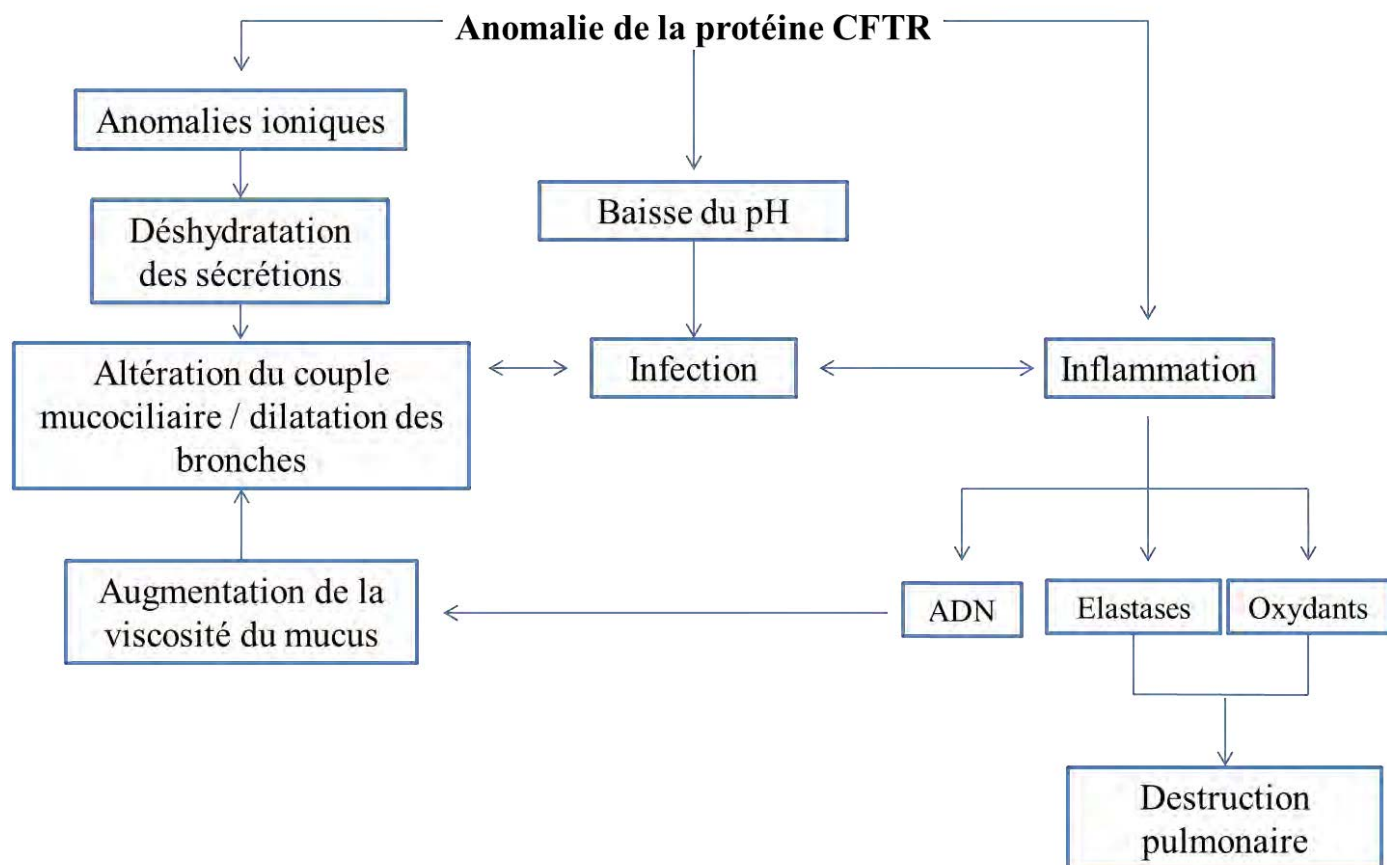 Anomalie de la protéine CFTR
Anomalies ioniques
Baisse du pH
Déshydratation
des sécrétions
Altération du couple
mucociliaire / dilatation des
bronches
Infection
Inflammation
Augmentation de la
viscosité du mucus
ADN
Elastases
Oxydants
Destruction
pulmonaire